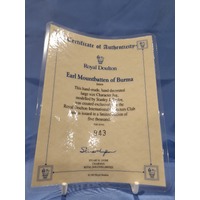 Certificate of Authenticity
Royal Doulton
Earl Mountbatten of Burma
This hand made, hand decorated
large size Character Jug,
modelled by Stanley J. Taylor,
was created exclusively for the
Royal Doulton International Collectors Club
and is issued in a limited edition of
five thousand.
943